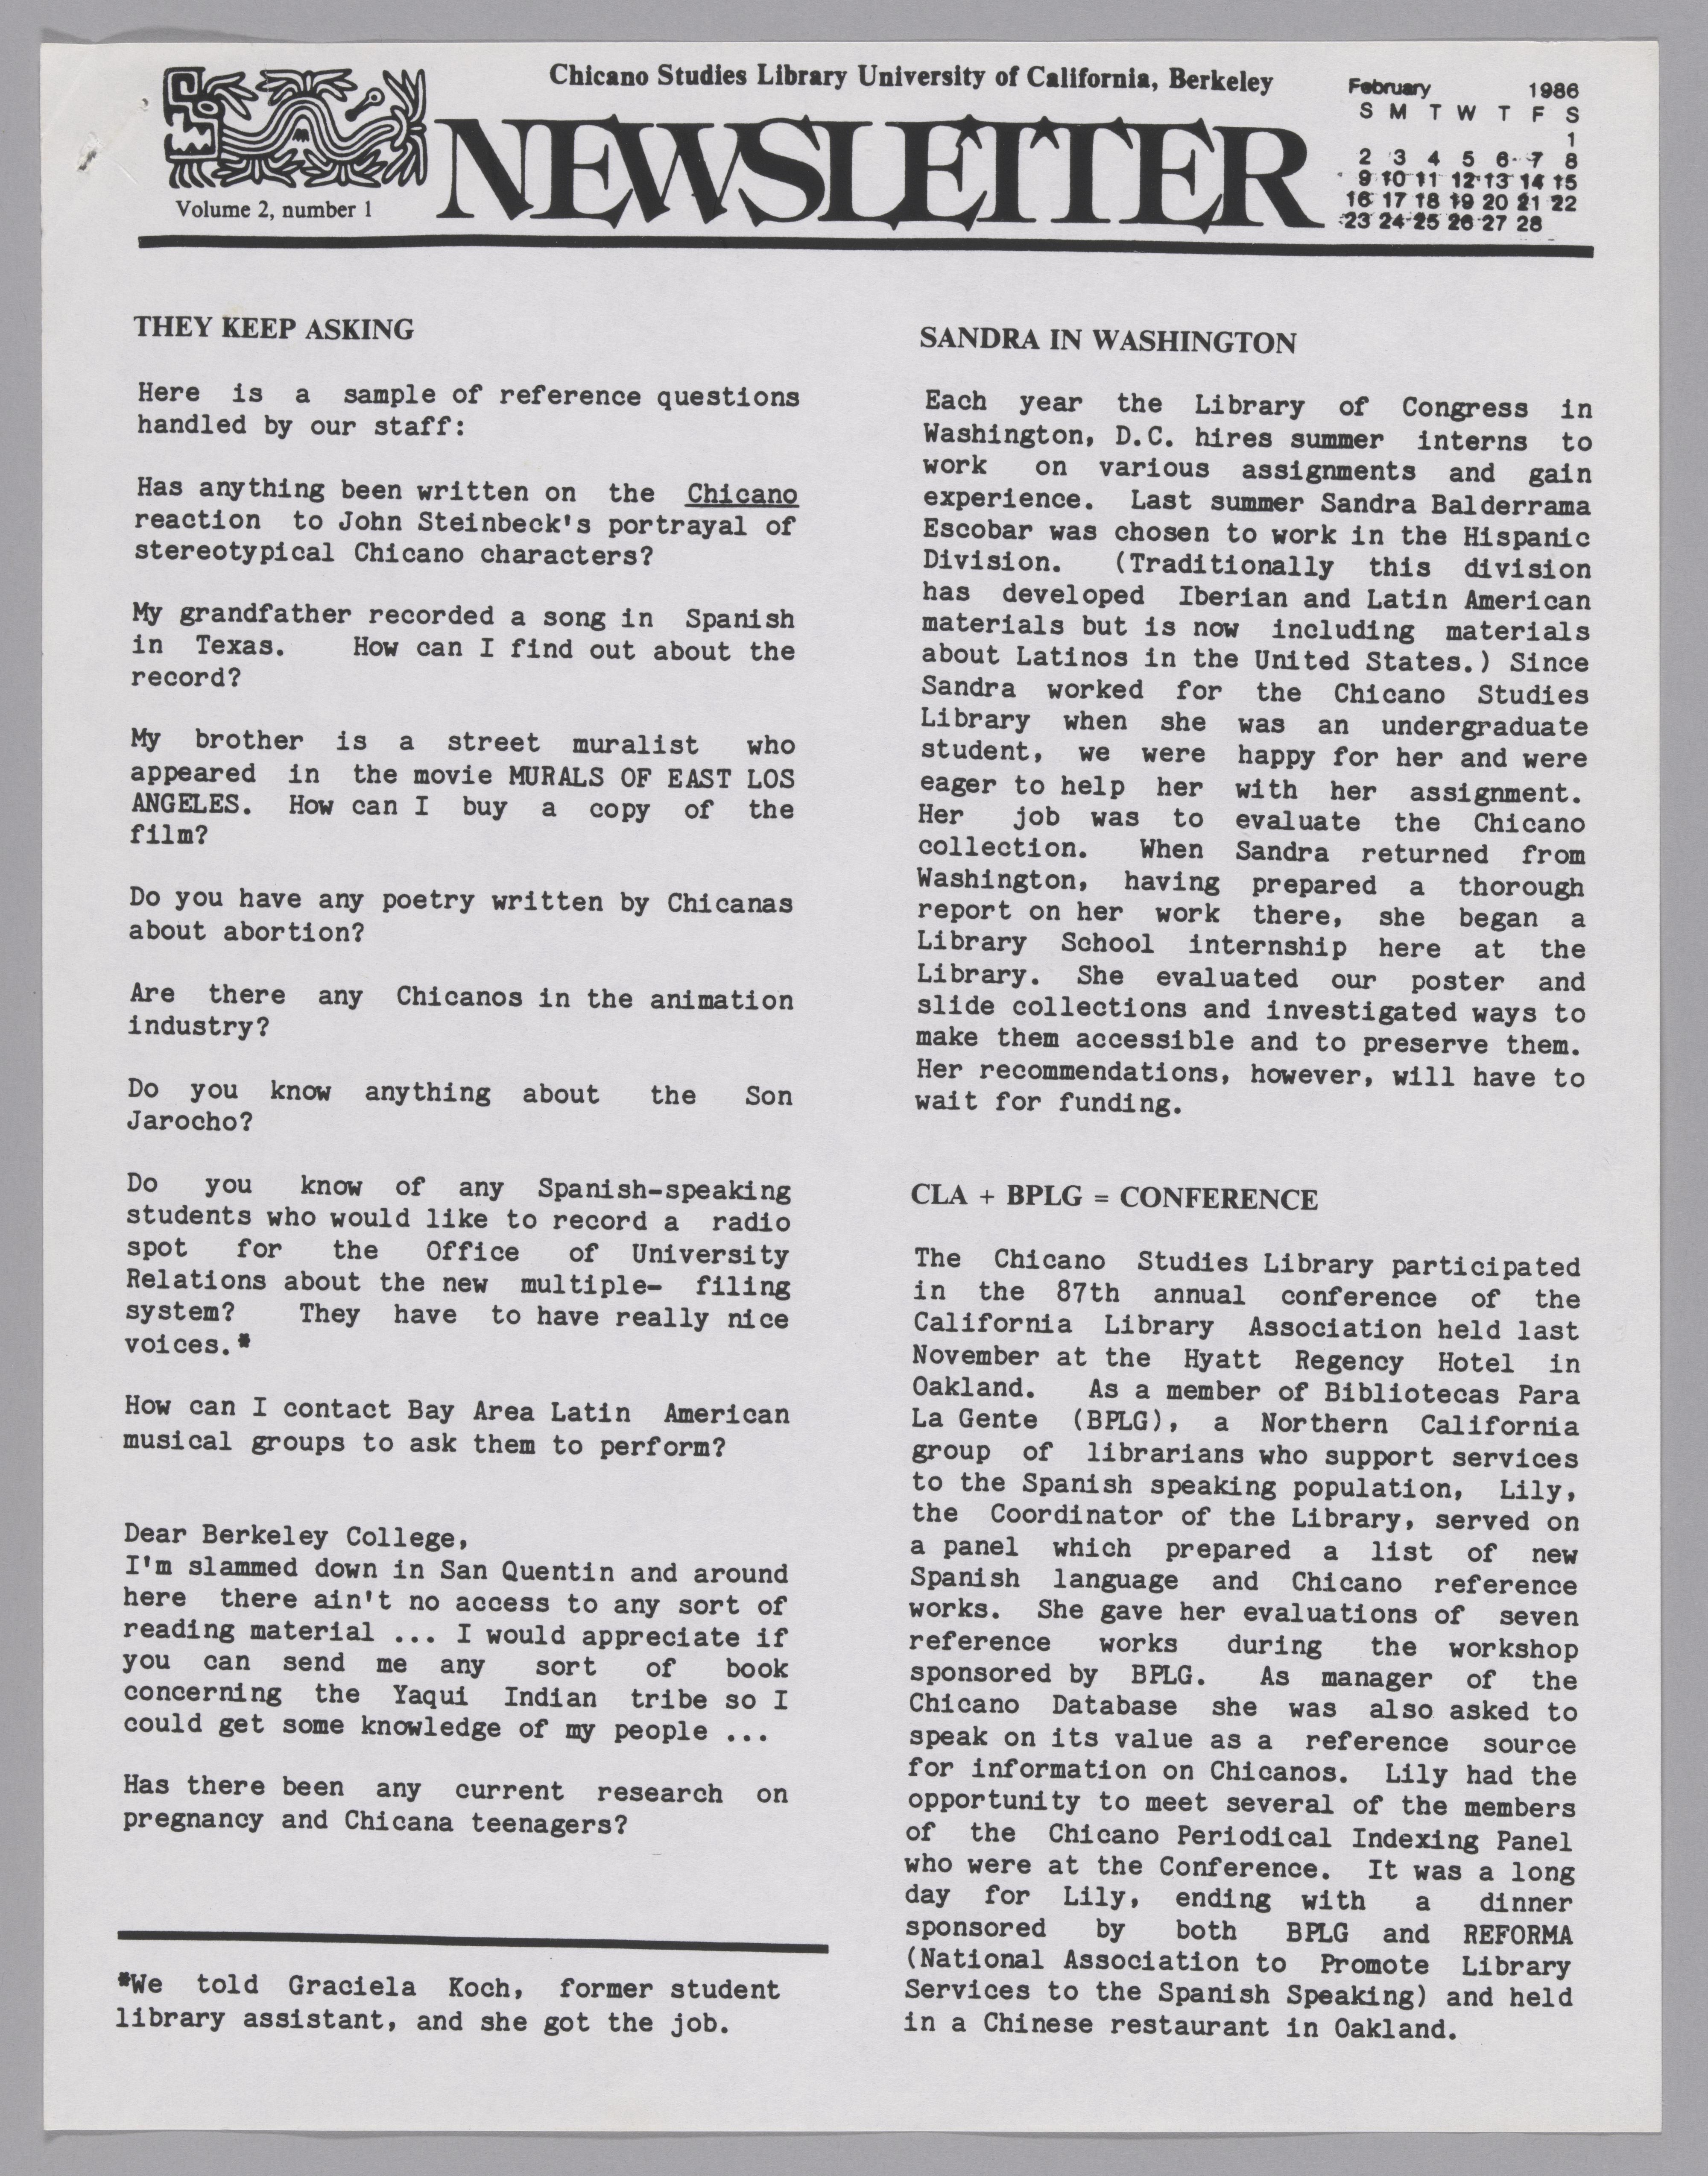 Chicano Studies Library University of California, Berkeley
NEWSLETTER
Volume 2, number 1
February 1986
S M T W T F S
1
2 3 4 5 6 7 8
9 10 11 12 13 14 15
16 17 18 19 20 21 22
23 24 25 26 27 28
THEY KEEP ASKING
Here is a sample of reference questions
handled by our staff:
Has anything been written on the Chicano
reaction to John Steinbeck's portrayal of
stereotypical Chicano characters?
My grandfather recorded a song in Spanish
in Texas. How can I find out about the
record?
My brother is a street muralist who
appeared in the movie MURALS OF EAST LOS
ANGELES. How can I buy a copy of the
film?
Do you have any poetry written by Chicanas
about abortion?
Are there any Chicanos in the animation
industry?
Do you know anything about the Son
Jarocho?
Do you know of any Spanish-speaking
students who would like to record a radio
spot for the Office of University
Relations about the new multiple- filing
system? They have to have really nice
voices.*
How can I contact Bay Area Latin American
musical groups to ask them to perform?
Dear Berkeley College,
I'm slammed down in San Quentin and around
here there ain't no access to any sort of
reading material ... I would appreciate if
you can send me any sort of book
concerning the Yaqui Indian tribe so I
could get some knowledge of my people ...
Has there been any current research on
pregnancy and Chicana teenagers?
*We told Graciela Koch, former student
library assistant, and she got the job.
SANDRA IN WASHINGTON
Each year the Library of Congress in
Washington, D.C. hires summer interns to
work on various assignments and gain
experience. Last summer Sandra Balderrama
Escobar was chosen to work in the Hispanic
Division. (Traditionally this division
has developed Iberian and Latin American
materials but is now including materials
about Latinos in the United States.) Since
Sandra worked for the Chicano Studies
Library when she was an undergraduate
student, we were happy for her and were
eager to help her with her assignment.
Her job was to evaluate the Chicano
collection. When Sandra returned from
Washington, having prepared a thorough
report on her work there, she began a
Library School internship here at the
Library. She evaluated our poster and
slide collections and investigated ways to
make them accessible and to preserve them.
Her recommendations, however, will have to
wait for funding.
CLA + BPLG = CONFERENCE
The Chicano Studies Library participated
in the 87th annual conference of the
California Library Association held last
November at the Hyatt Regency Hotel in
Oakland. As a member of Bibliotecas Para
La Gente (BPLG), a Northern California
group of librarians who support services
to the Spanish speaking population, Lily,
the Coordinator of the Library, served on
a panel which prepared a list of new
Spanish language and Chicano reference
works. She gave her evaluations of seven
reference works during the workshop
sponsored by BPLG. As manager of the
Chicano Database she was also asked to
speak on its value as a reference source
for information on Chicanos. Lily had the
opportunity to meet several of the members
of the Chicano Periodical Indexing Panel
who were at the Conference. It was a long
day for Lily, ending with a dinner
sponsored by both BPLG and REFORMA
(National Association to Promote Library
Services to the Spanish Speaking) and held
in a Chinese restaurant in Oakland.